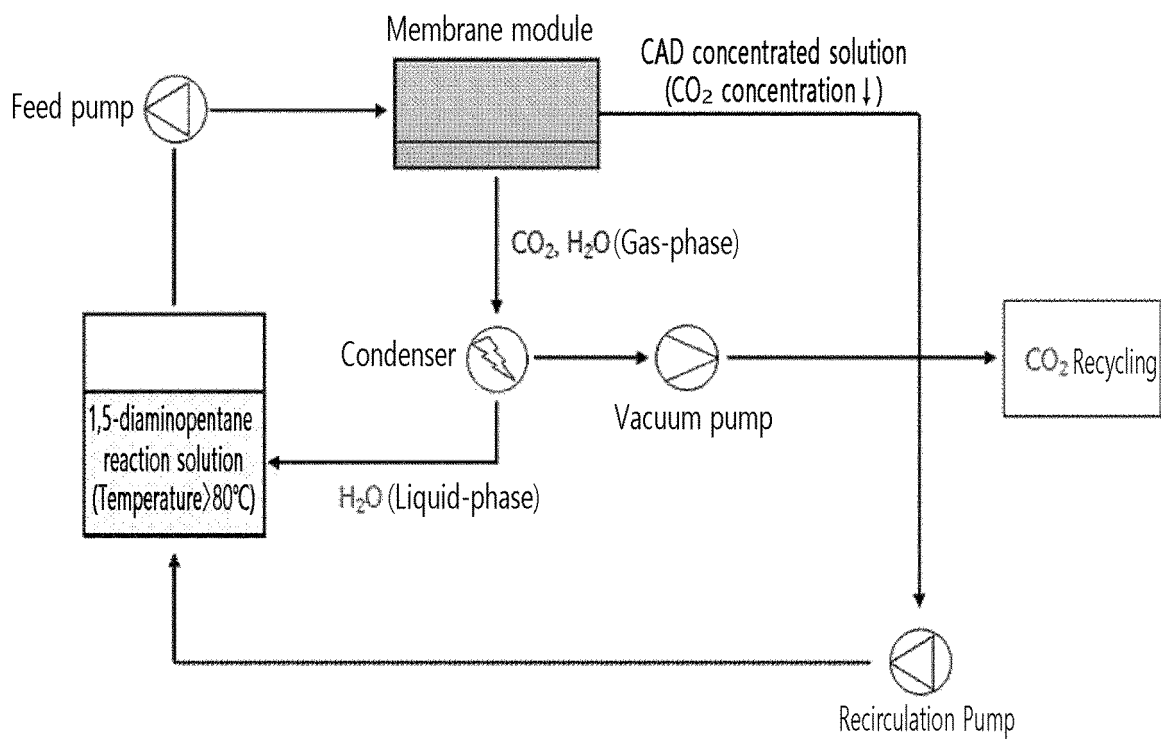 Membrane module
CAD concentrated solution
(CO₂ concentration↓)
Feed pump
CO₂, H₂O (Gas-phase)
Condenser
Vacuum pump
CO₂ Recycling
1,5-diaminopentane
reaction solution
(Temperature>80℃)
H₂O (Liquid-phase)
Recirculation Pump